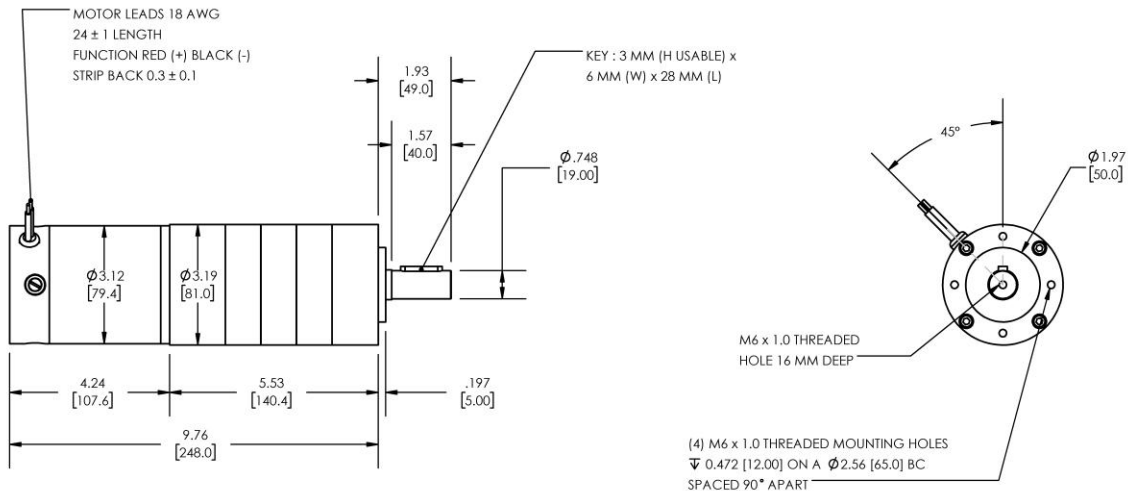 MOTOR LEADS 18 AWG
24 ± 1 LENGTH
FUNCTION RED (+) BLACK (-)
STRIP BACK 0.3 ± 0.1
1.93
[49.0]
KEY : 3 MM (H USABLE) x
6 MM (W) x 28 MM (L)
1.57
[40.0]
Ø.748
[19.00]
45°
Ø1.97
[50.0]
Ø3.12
[79.4]
Ø3.19
[81.0]
M6 x 1.0 THREADED
HOLE 16 MM DEEP
4.24
[107.6]
5.53
[140.4]
.197
[5.00]
9.76
[248.0]
(4) M6 x 1.0 THREADED MOUNTING HOLES
↧ 0.472 [12.00] ON A Ø2.56 [65.0] BC
SPACED 90° APART